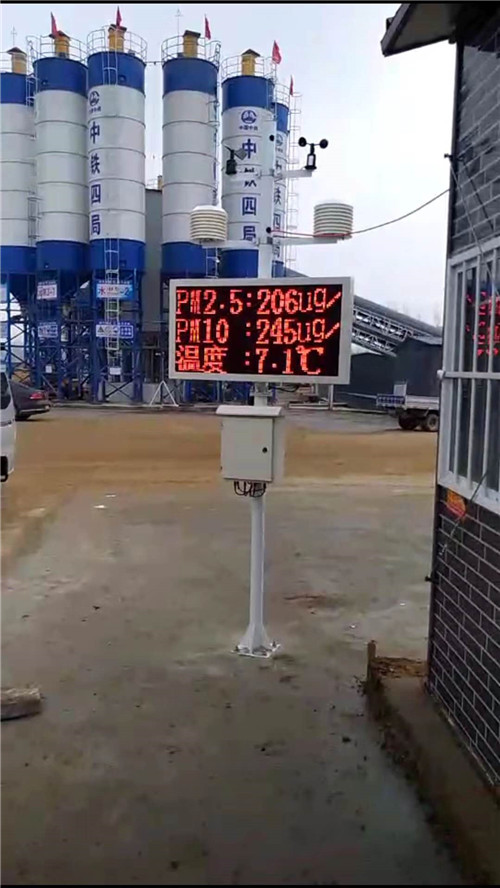 中铁四局
中铁四局
PM2.5:206ug/
PM10 :245ug/
温度 :7.1℃